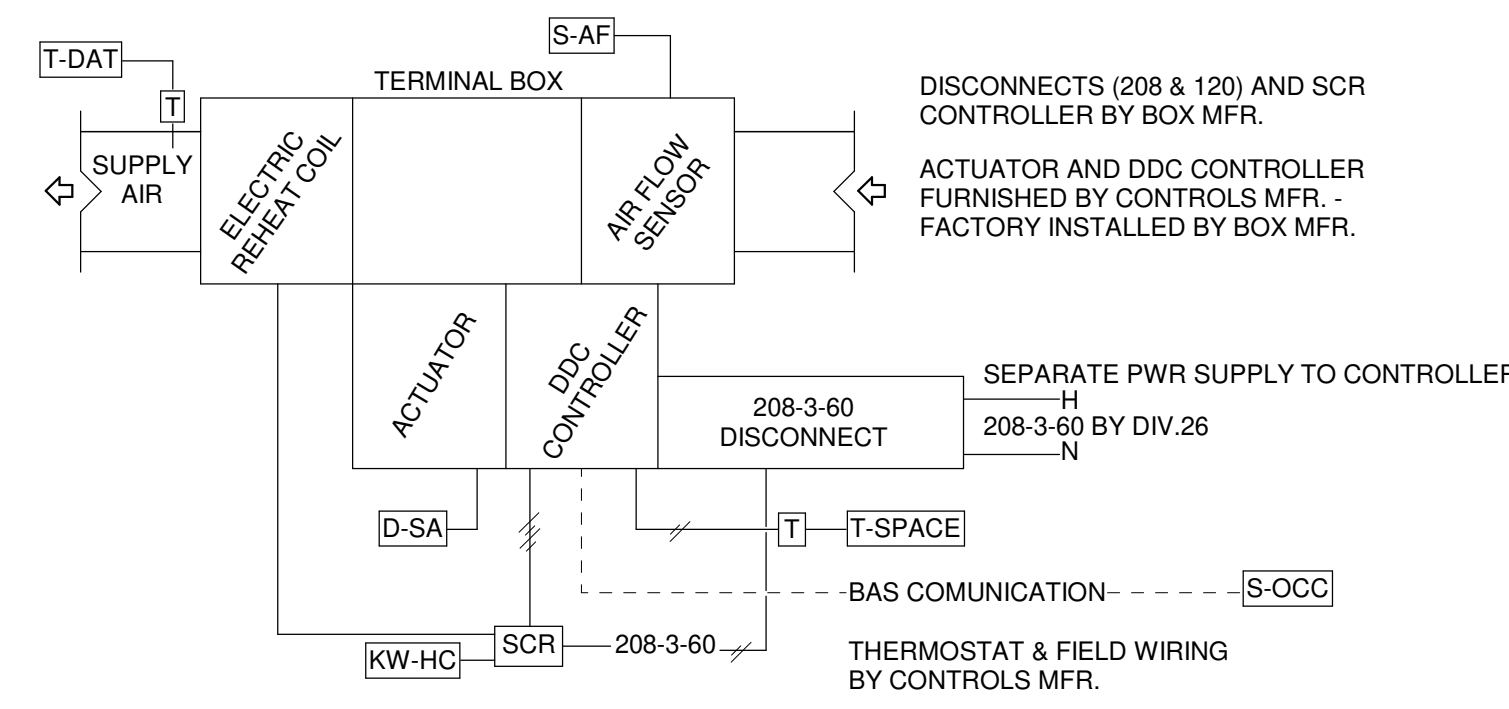 S-AF
T-DAT
TERMINAL BOX
T
DISCONNECTS (208 & 120) AND SCR
CONTROLLER BY BOX MFR.
SUPPLY
AIR
ELECTRIC
REHEAT COIL
AIR FLOW
SENSOR
ACTUATOR AND DDC CONTROLLER
FURNISHED BY CONTROLS MFR. -
FACTORY INSTALLED BY BOX MFR.
ACTUATOR
DDC
CONTROLLER
208-3-60
DISCONNECT
SEPARATE PWR SUPPLY TO CONTROLLER
H
208-3-60 BY DIV.26
N
D-SA
T
T-SPACE
BAS COMUNICATION
S-OCC
SCR
208-3-60
KW-HC
THERMOSTAT & FIELD WIRING
BY CONTROLS MFR.